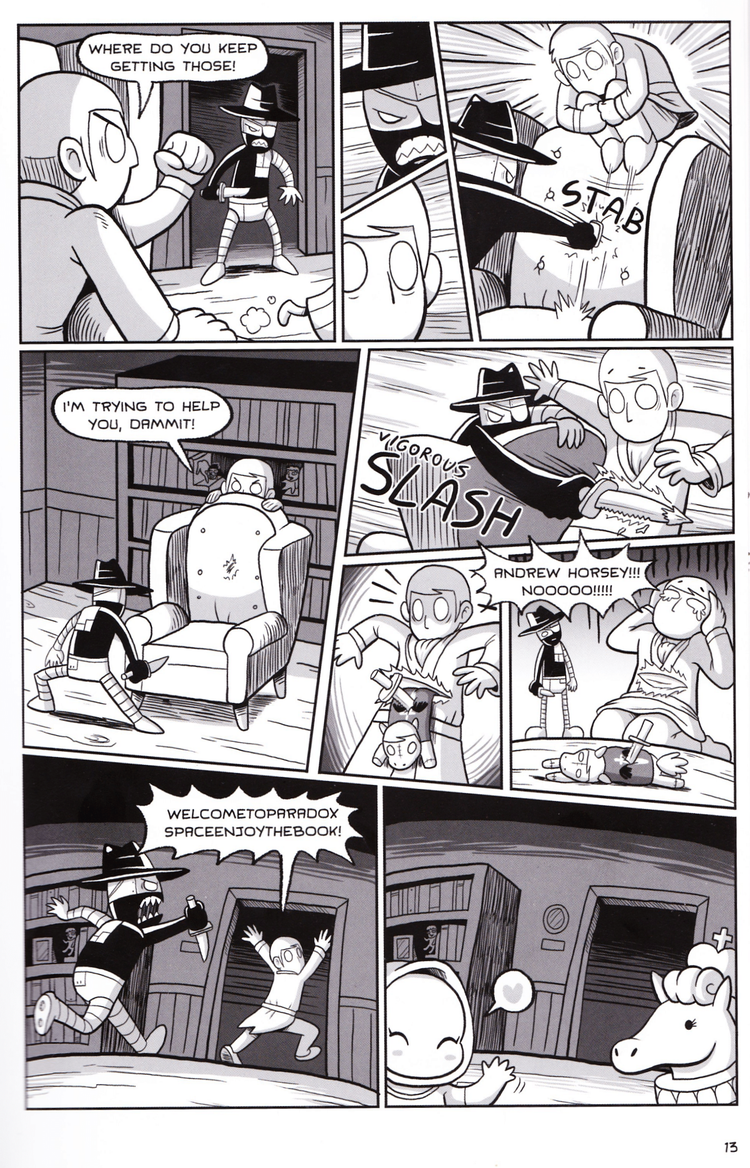 WHERE DO YOU KEEP
GETTING THOSE!
STAB
I'M TRYING TO HELP
YOU, DAMMIT!
VIGOROUS
SLASH
ANDREW HORSEY!!!
NOOOOO!!!!!
WELCOMETOPARADOX
SPACEENJOYTHEBOOK!
13